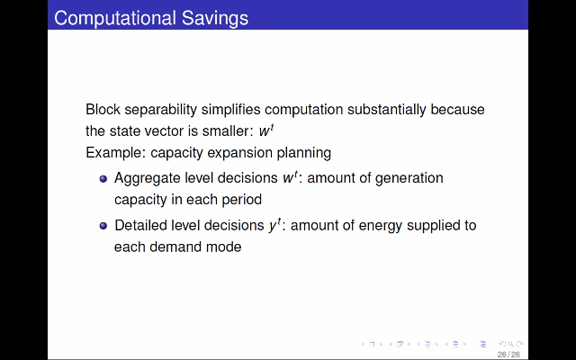 Computational Savings
Block separability simplifies computation substantially because
the state vector is smaller: wᵗ
Example: capacity expansion planning
Aggregate level decisions wᵗ: amount of generation
capacity in each period
Detailed level decisions yᵗ: amount of energy supplied to
each demand mode
26/26